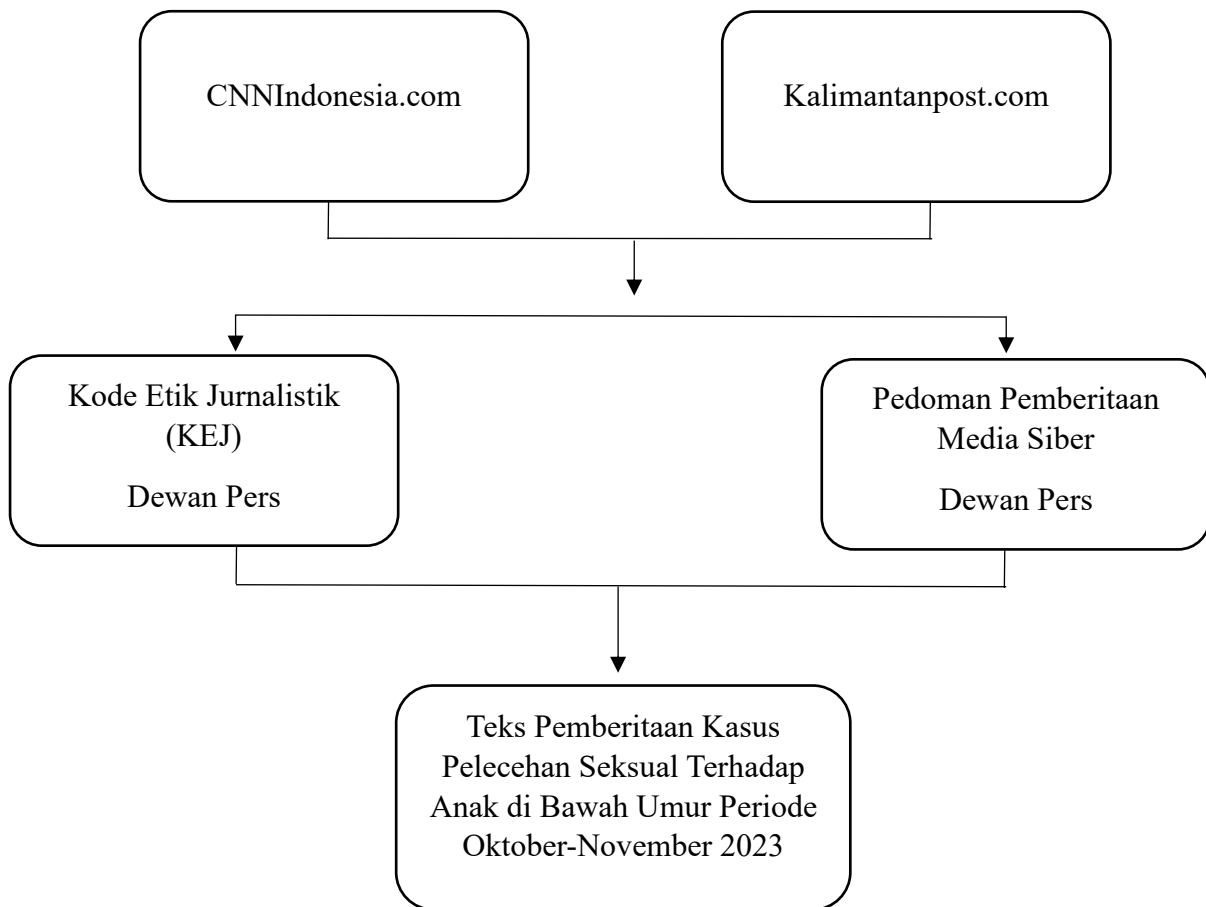 CNNIndonesia.com
Kalimantanpost.com
Kode Etik Jurnalistik
(KEJ)
Dewan Pers
Pedoman Pemberitaan
Media Siber
Dewan Pers
Teks Pemberitaan Kasus
Pelecehan Seksual Terhadap
Anak di Bawah Umur Periode
Oktober-November 2023